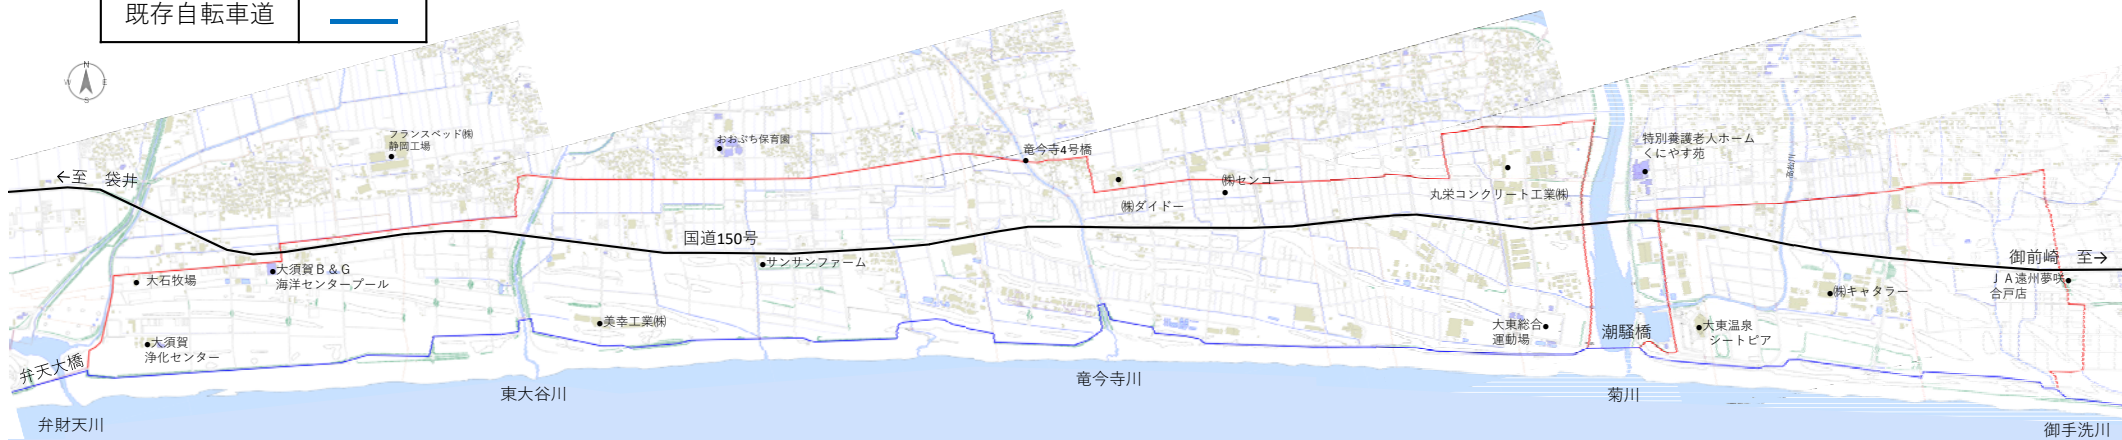 既存自転車道
N
W
E
S
フランスベッド㈱
静岡工場
おおぶち保育園
竜今寺4号橋
特別養護老人ホーム
くにやす苑
←至 袋井
㈱センコー
㈱ダイドー
丸栄コンクリート工業㈱
国道150号
サンサンファーム
大石牧場
大須賀B&G
海洋センタープール
御前崎 至→
JA遠州夢咲
合戸店
㈱キャタラー
美幸工業㈱
大須賀
浄化センター
大東総合
運動場
潮騒橋
大東温泉
シートピア
弁天大橋
東大谷川
竜今寺川
菊川
弁財天川
御手洗川